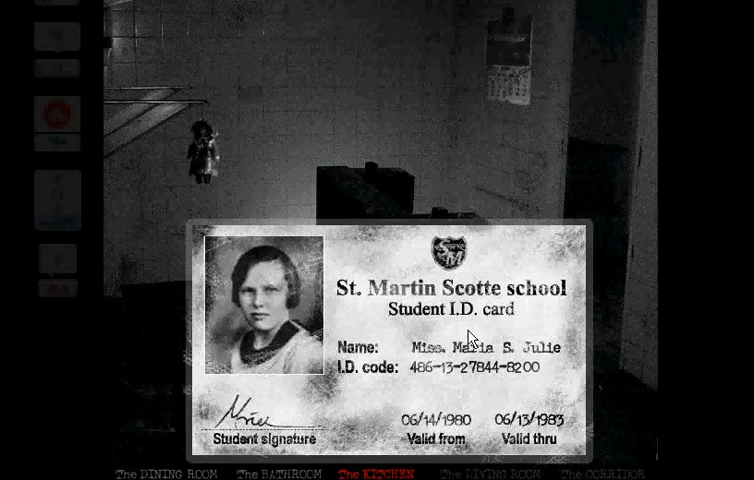 SM
St. Martin Scotte school
Student I.D. card
Name: Miss. Maria S. Julie
I.D. code: 486-13-27844-8200
06/14/1980 06/13/1983
Student signature Valid from Valid thru
The DINING ROOM The BATHROOM The KITCHEN The LIVING ROOM The CORRIDOR